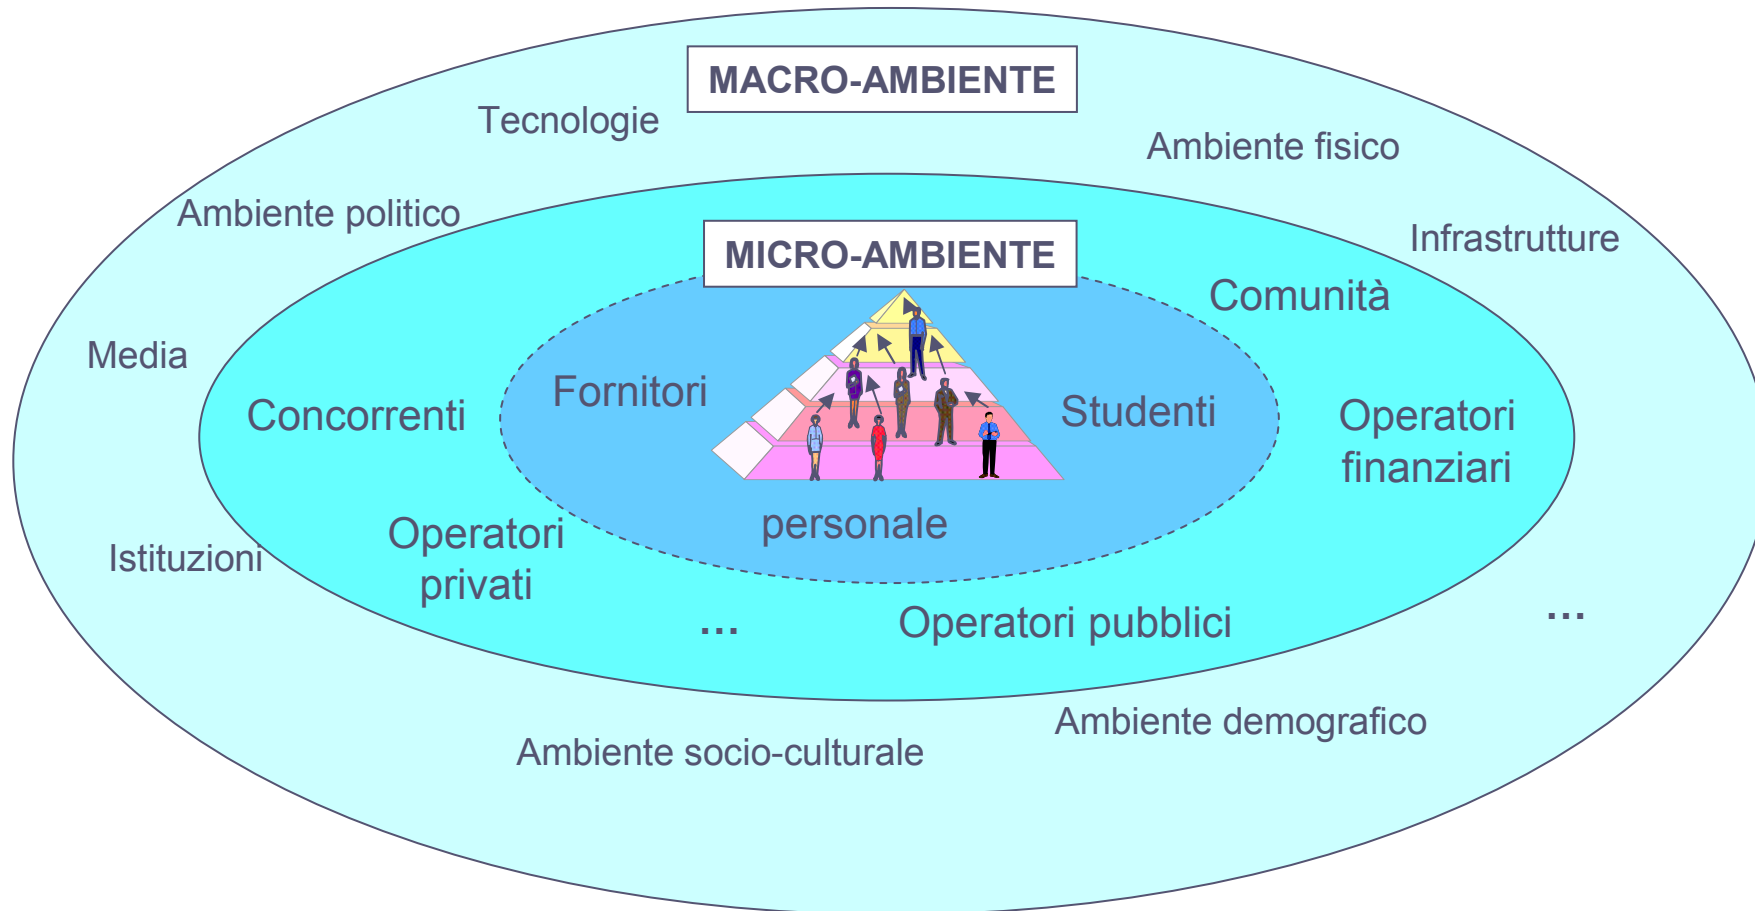 MACRO-AMBIENTE
Tecnologie
Ambiente fisico
Ambiente politico
Infrastrutture
MICRO-AMBIENTE
Comunità
Media
Fornitori
Studenti
Concorrenti
Operatori
finanziari
personale
Operatori
privati
Istituzioni
...
Operatori pubblici
...
Ambiente demografico
Ambiente socio-culturale